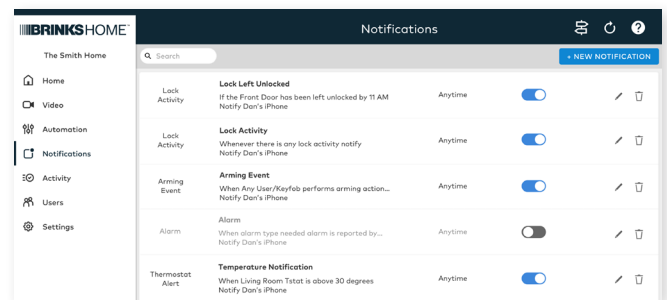 BRINKSHOME™
Notifications
?
The Smith Home
Search
+ NEW NOTIFICATION
Home
Video
Automation
Notifications
Activity
Users
Settings
Lock
Activity
Lock Left Unlocked
If the Front Door has been left unlocked by 11 AM
Notify Dan's iPhone
Anytime
Lock
Activity
Lock Activity
Whenever there is any lock activity notify
Notify Dan's iPhone
Anytime
Arming
Event
Arming Event
When Any User/Keyfob performs arming action...
Notify Dan's iPhone
Anytime
Alarm
Alarm
When alarm type needed alarm is reported by...
Notify Dan's iPhone
Anytime
Thermostat
Alert
Temperature Notification
When Living Room Tstat is above 30 degrees
Notify Dan's iPhone
Anytime